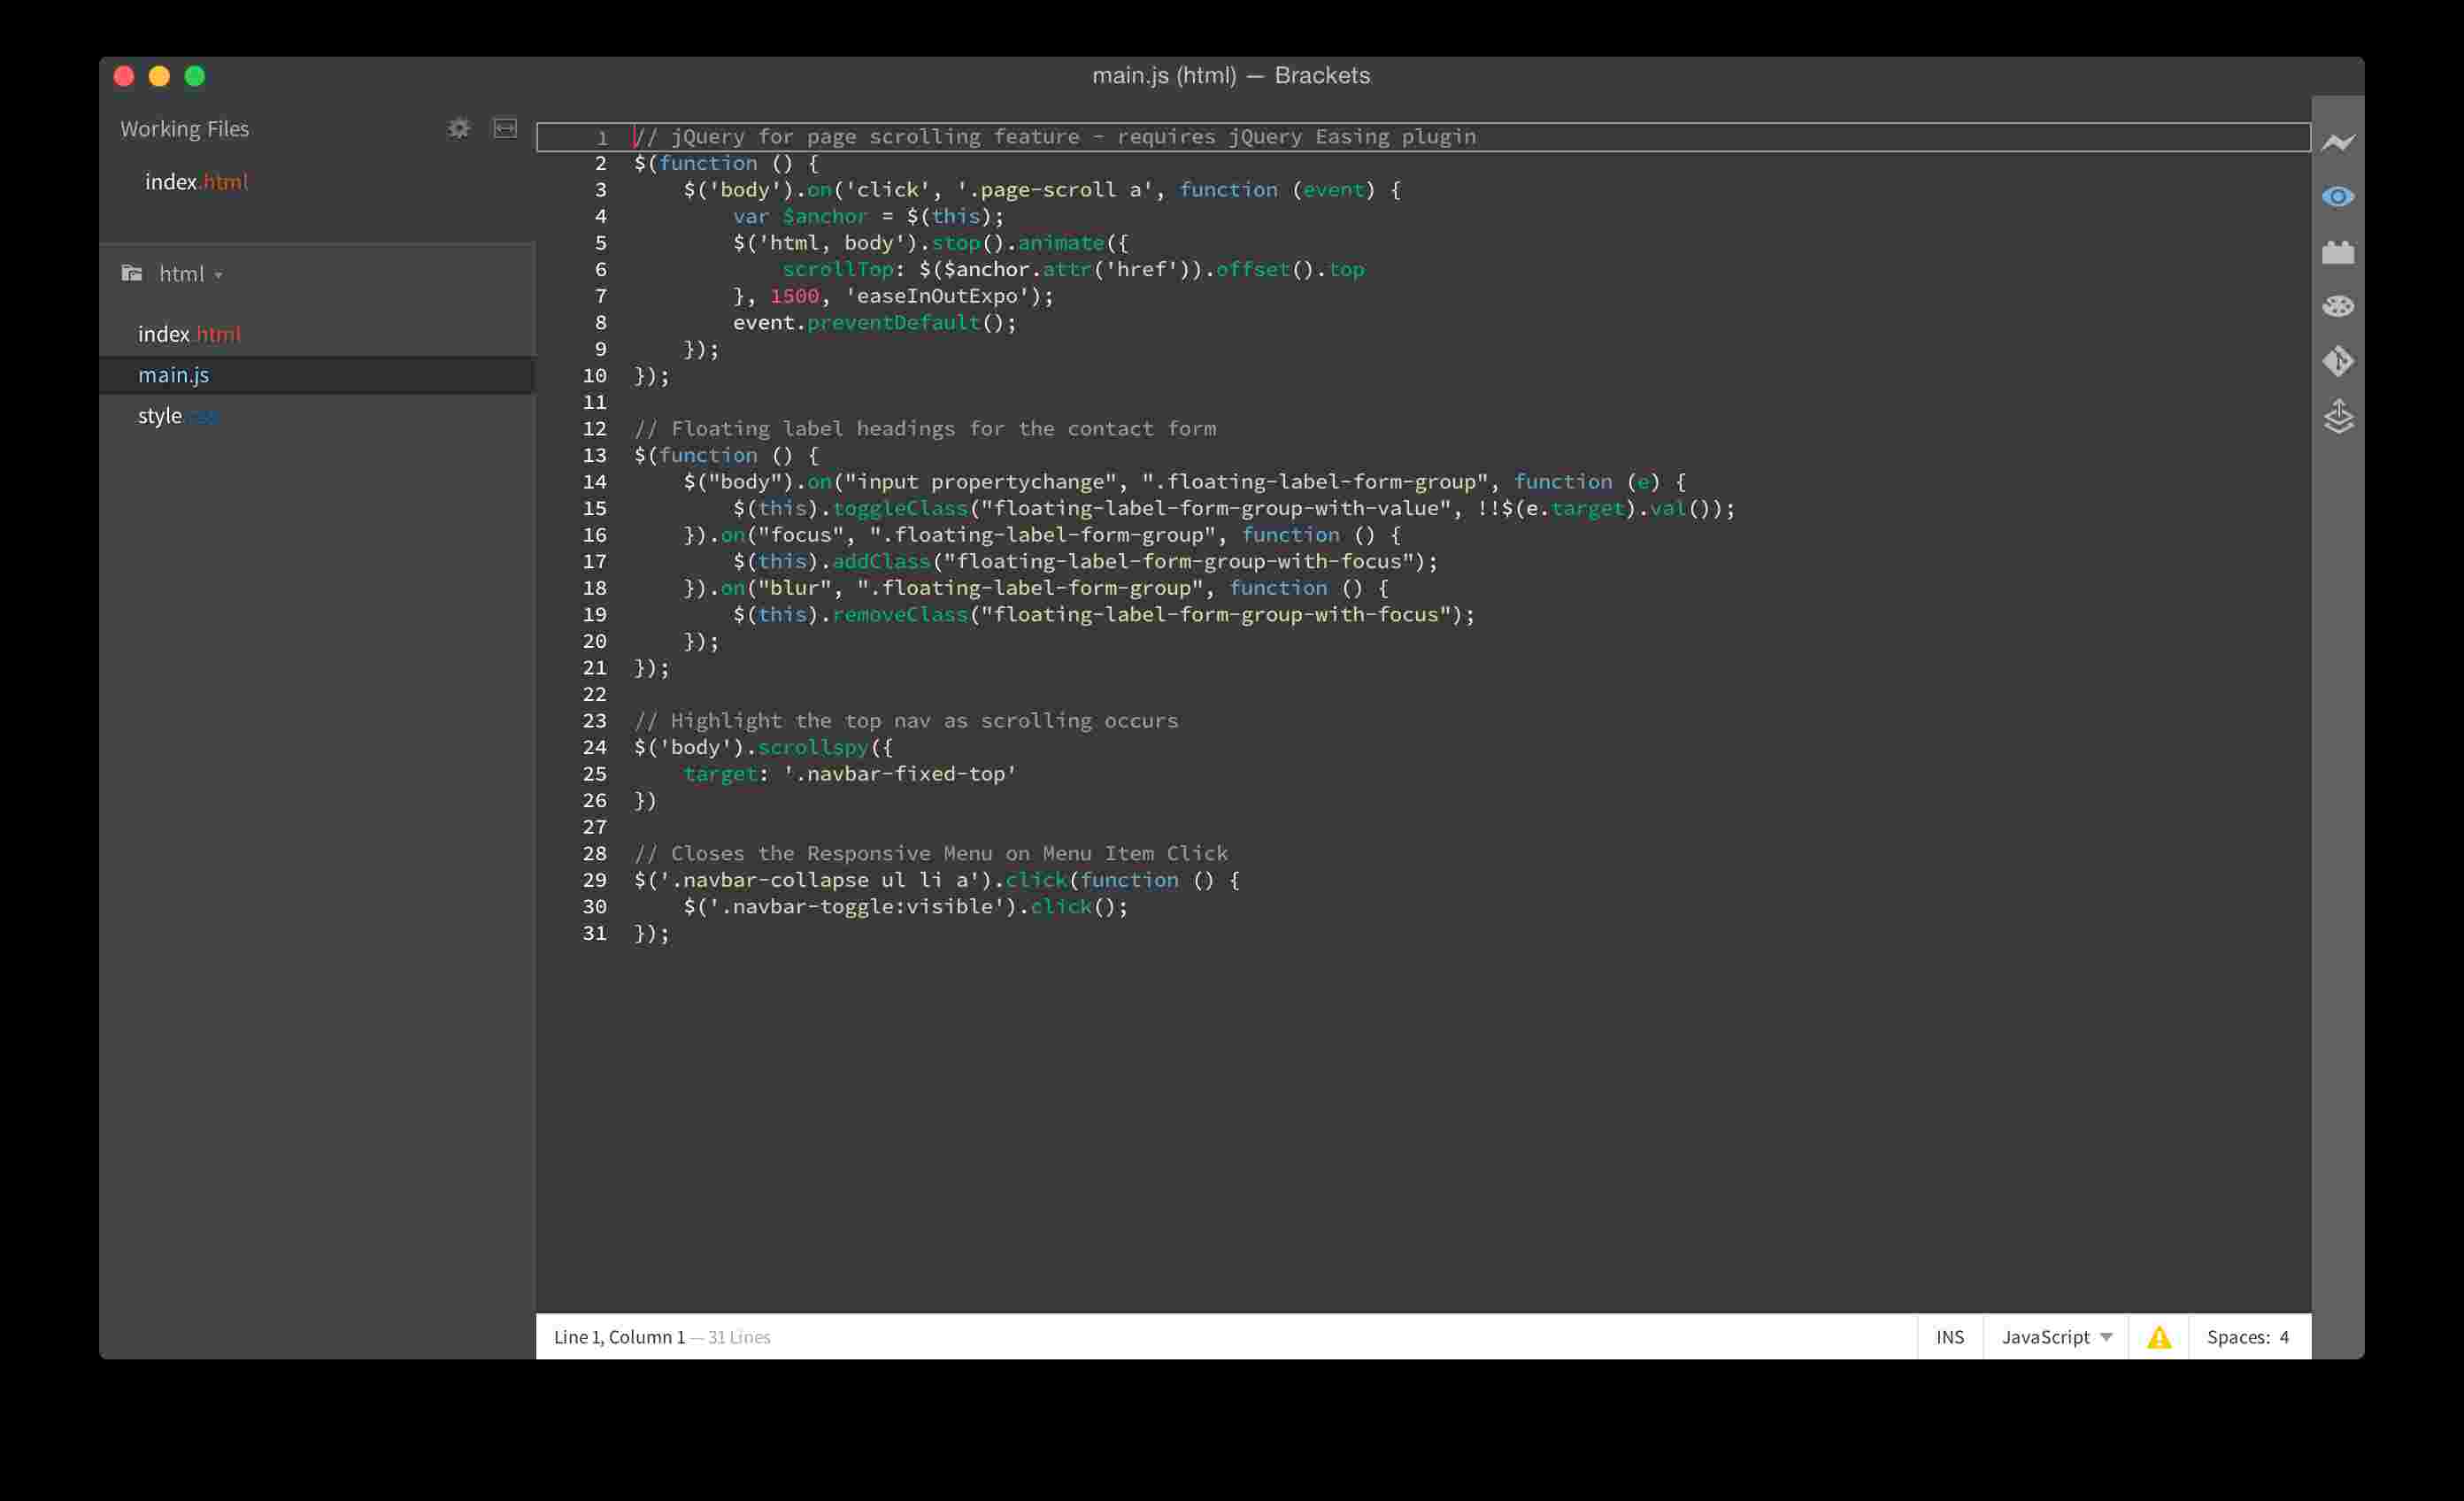 main.js (html) — Brackets
Working Files
index.html
html
index.html
main.js
style.css
1 // jQuery for page scrolling feature - requires jQuery Easing plugin
2 $(function () {
3     $('body').on('click', '.page-scroll a', function (event) {
4         var $anchor = $(this);
5         $('html, body').stop().animate({
6             scrollTop: $($anchor.attr('href')).offset().top
7         }, 1500, 'easeInOutExpo');
8         event.preventDefault();
9     });
10 });
11
12 // Floating label headings for the contact form
13 $(function () {
14     $("body").on("input propertychange", ".floating-label-form-group", function (e) {
15         $(this).toggleClass("floating-label-form-group-with-value", !!$(e.target).val());
16     }).on("focus", ".floating-label-form-group", function () {
17         $(this).addClass("floating-label-form-group-with-focus");
18     }).on("blur", ".floating-label-form-group", function () {
19         $(this).removeClass("floating-label-form-group-with-focus");
20     });
21 });
22
23 // Highlight the top nav as scrolling occurs
24 $('body').scrollspy({
25     target: '.navbar-fixed-top'
26 })
27
28 // Closes the Responsive Menu on Menu Item Click
29 $('.navbar-collapse ul li a').click(function () {
30     $('.navbar-toggle:visible').click();
31 });
Line 1, Column 1 — 31 Lines
INS
JavaScript
Spaces: 4